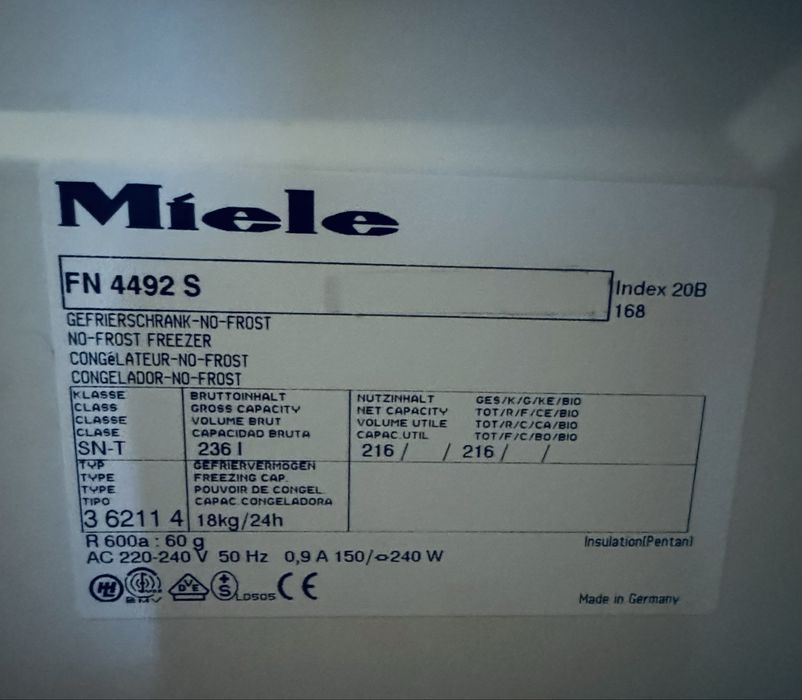 Miele
FN 4492 S
Index 20B
168
GEFRIERSCHRANK-NO-FROST
NO-FROST FREEZER
CONGéLATEUR-NO-FROST
CONGELADOR-NO-FROST
KLASSE BRUTTOINHALT NUTZINHALT GES/K/G/KE/BIO
CLASS GROSS CAPACITY NET CAPACITY TOT/R/F/CE/BIO
CLASSE VOLUME BRUT VOLUME UTILE TOT/R/C/CA/BIO
CLASE CAPACIDAD BRUTA CAPAC.UTIL TOT/F/C/BO/BIO
SN-T 236 l 216 / / 216 / /
TYP GEFRIERVERMÖGEN
TYPE FREEZING CAP.
TYPE POUVOIR DE CONGEL.
TIPO CAPAC.CONGELADORA
3 6211 4 18kg/24h
R 600a : 60 g Insulation(Pentan)
AC 220-240 V 50 Hz 0,9 A 150/⌓240 W
DVE +S LD505 CE
Made in Germany